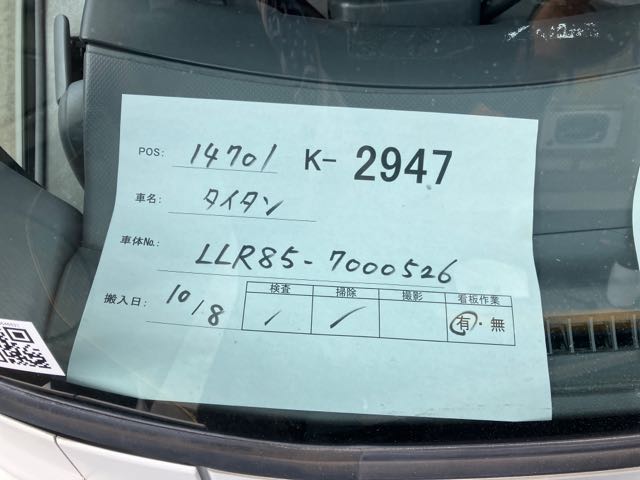 POS: 14701 K-2947
車名: タイタン
車体No. LLR85-7000526
搬入日: 10/8
検査 掃除 撮影 看板作業
有・無